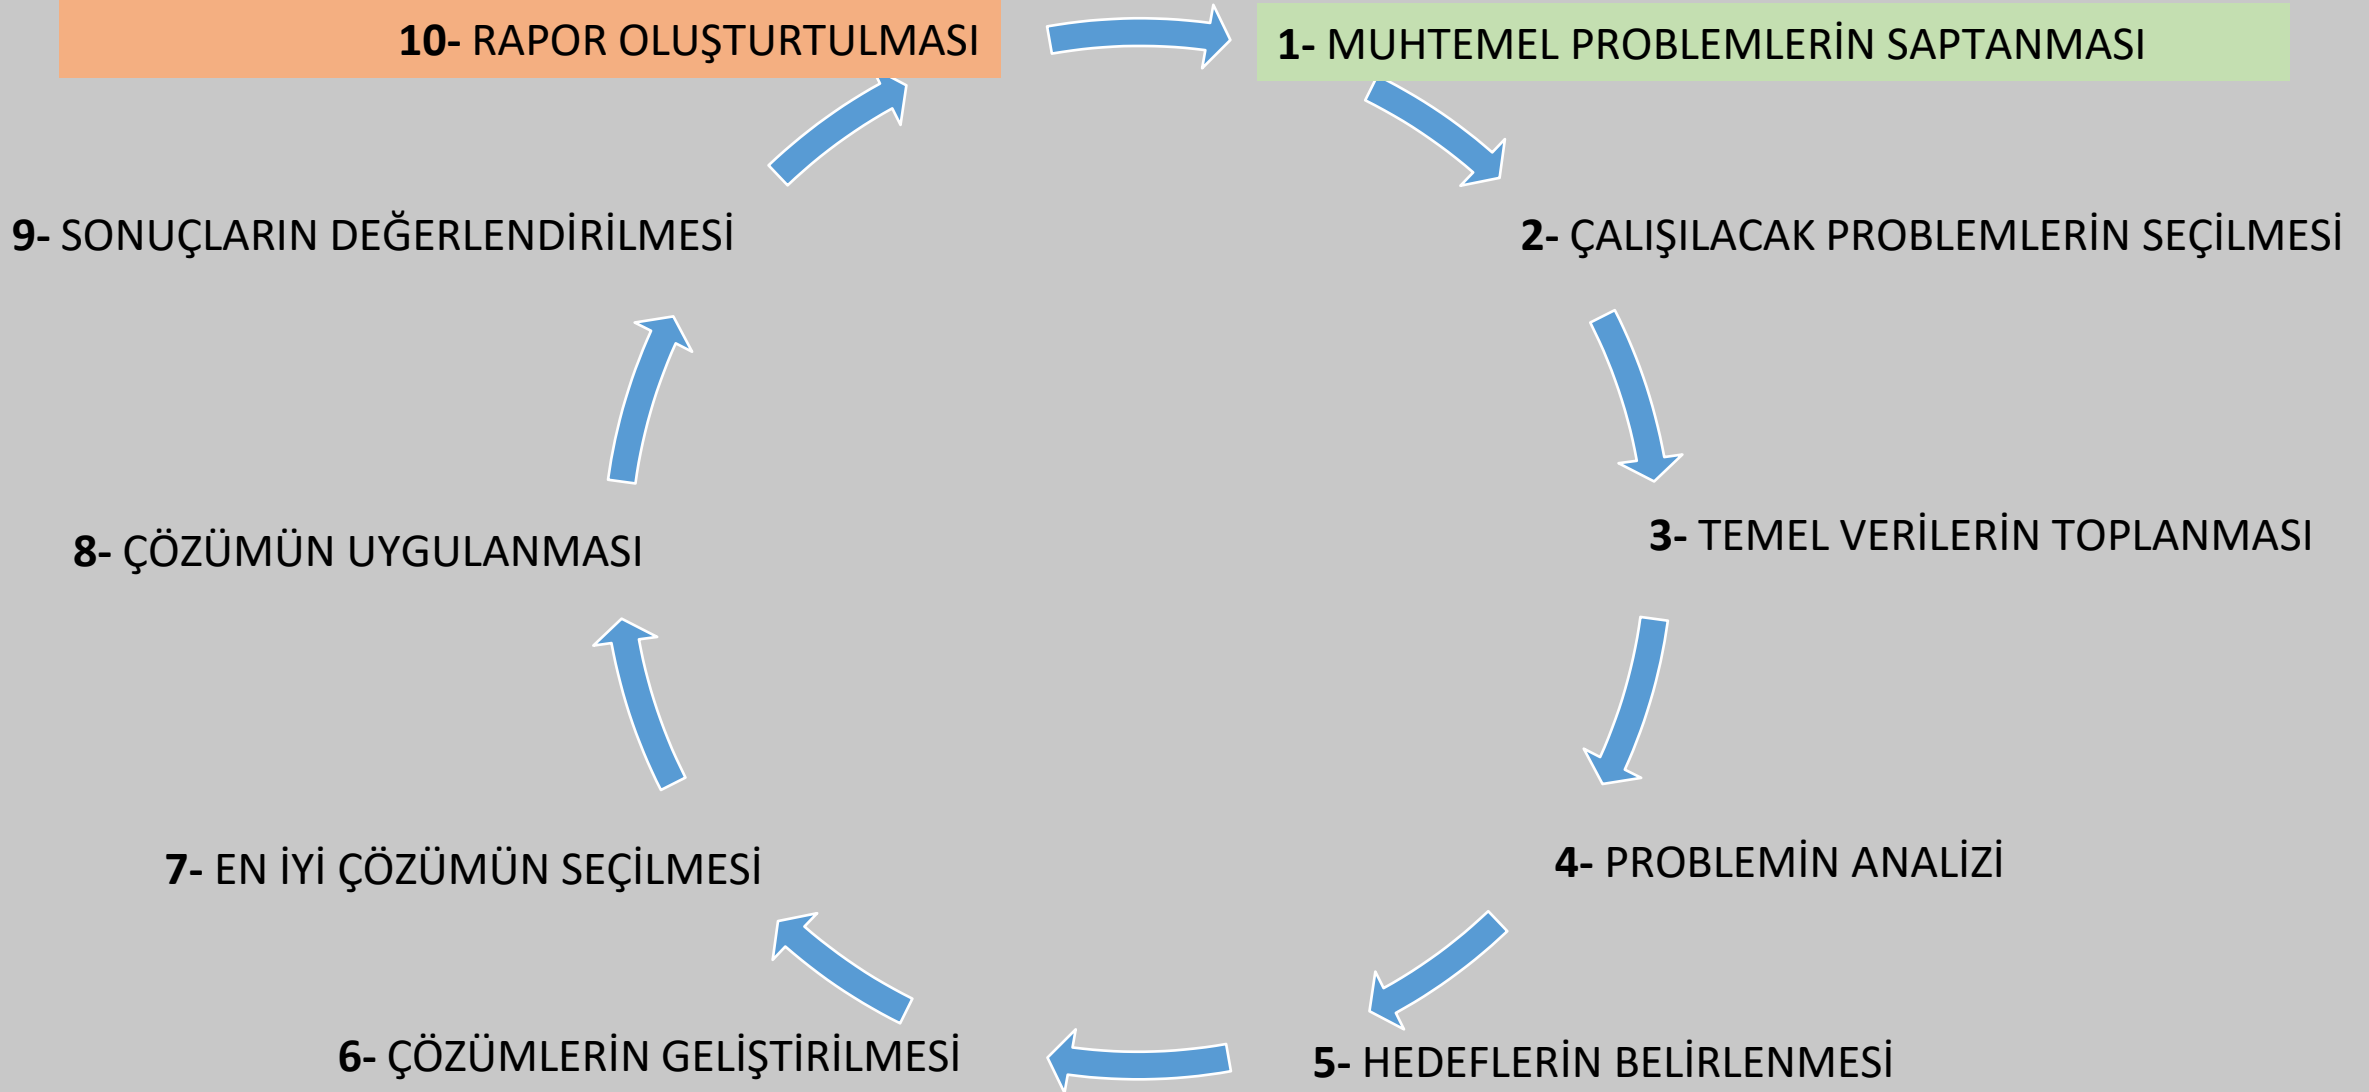 10- RAPOR OLUŞTURTULMASI
1- MUHTEMEL PROBLEMLERİN SAPTANMASI
2- ÇALIŞILACAK PROBLEMLERİN SEÇİLMESİ
3- TEMEL VERİLERİN TOPLANMASI
4- PROBLEMİN ANALİZİ
5- HEDEFLERİN BELİRLENMESİ
6- ÇÖZÜMLERİN GELİŞTİRİLMESİ
7- EN İYİ ÇÖZÜMÜN SEÇİLMESİ
8- ÇÖZÜMÜN UYGULANMASI
9- SONUÇLARIN DEĞERLENDİRİLMESİ